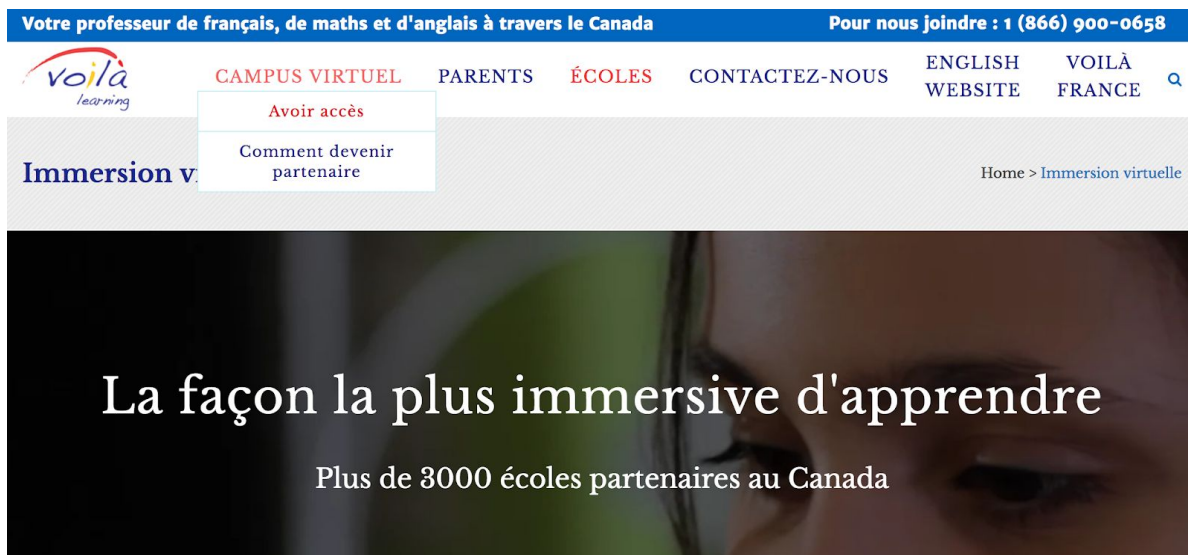 Votre professeur de français, de maths et d'anglais à travers le Canada
Pour nous joindre : 1 (866) 900-0658
voilà
learning
CAMPUS VIRTUEL
PARENTS
ÉCOLES
CONTACTEZ-NOUS
ENGLISH
WEBSITE
VOILÀ
FRANCE
Avoir accès
Comment devenir
partenaire
Immersion
Home > Immersion virtuelle
La façon la plus immersive d'apprendre
Plus de 3000 écoles partenaires au Canada